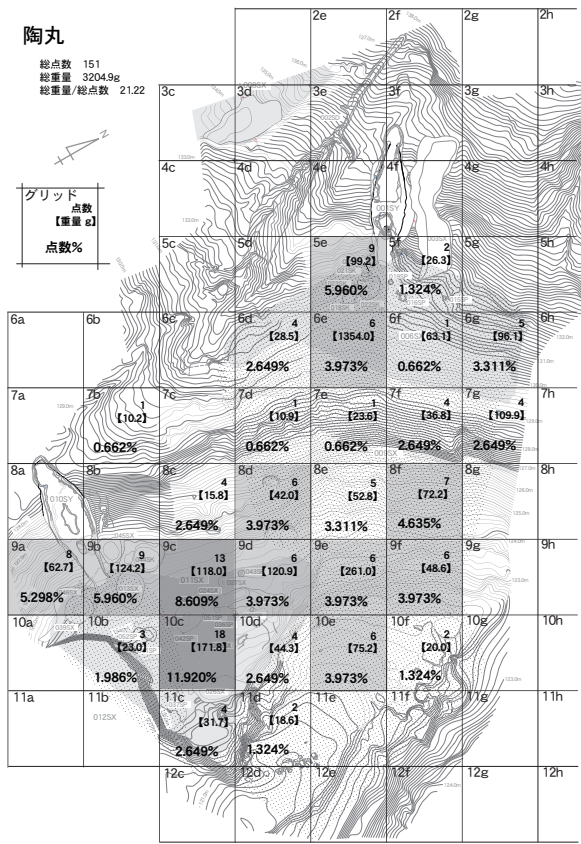 陶丸
総点数 151
総重量 3204.9g
総重量/総点数 21.22
N
グリッド
点数
【重量 g】
点数%
2e 2f 2g 2h
3c 3d 3e 3f 3g 3h
4c 4d 4e 4f 4g 4h
5c 5d 5e 5f 5g 5h
9 2
【99.2】 【26.3】
5.960% 1.324%
6a 6b 6c 6d 6e 6f 6g 6h
4 6 1 5
【28.5】 【1354.0】 【63.1】 【96.1】
2.649% 3.973% 0.662% 3.311%
7a 7b 7c 7d 7e 7f 7g 7h
1 1 1 4 4
【10.2】 【10.9】 【23.6】 【36.8】 【109.9】
0.662% 0.662% 0.662% 2.649% 2.649%
8a 8b 8c 8d 8e 8f 8g 8h
4 6 5 7
【15.8】 【42.0】 【52.8】 【72.2】
2.649% 3.973% 3.311% 4.635%
9a 9b 9c 9d 9e 9f 9g 9h
8 9 13 6 6 6
【62.7】 【124.2】 【118.0】 【120.9】 【261.0】 【48.6】
5.298% 5.960% 8.609% 3.973% 3.973% 3.973%
10a 10b 10c 10d 10e 10f 10g 10h
3 18 4 6 2
【23.0】 【171.8】 【44.3】 【75.2】 【20.0】
1.986% 11.920% 2.649% 3.973% 1.324%
11a 11b 11c 11d 11e 11f 11g 11h
4 2
【31.7】 【18.6】
2.649% 1.324%
012SX
12c 12d 12e 12f 12g 12h